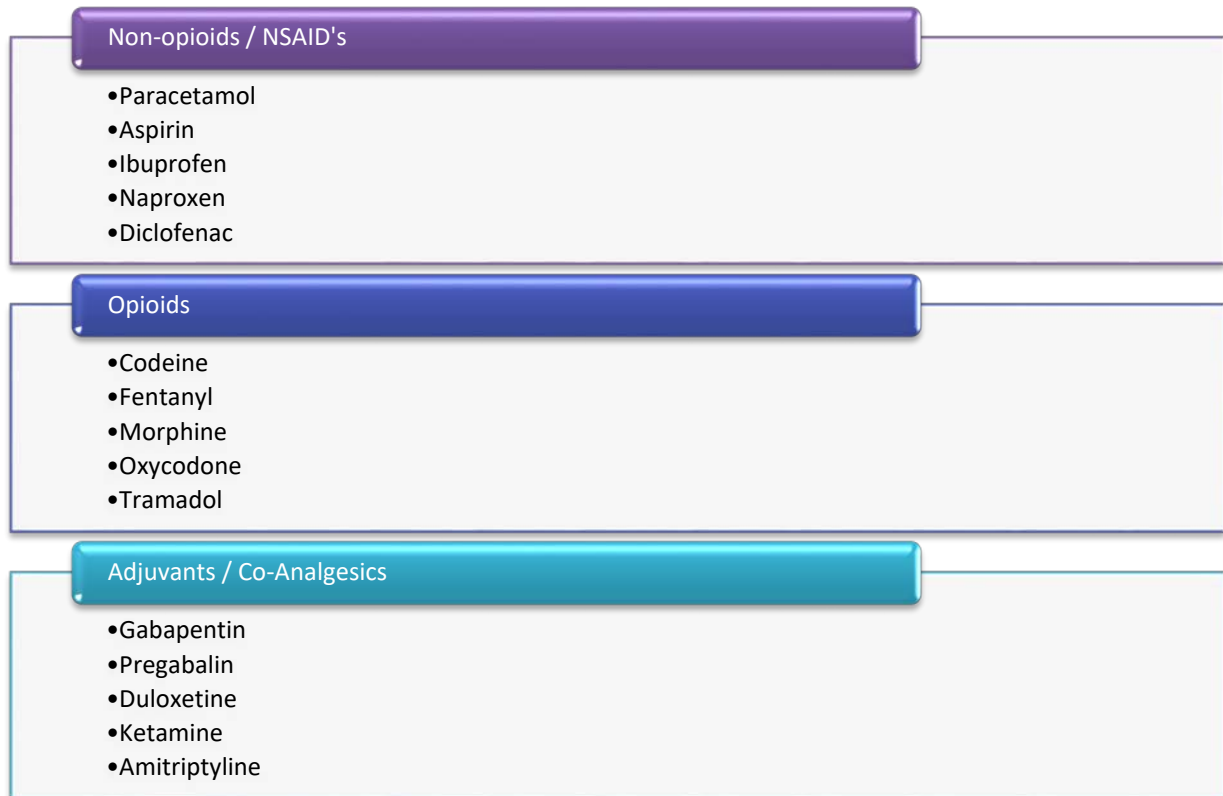 Non-opioids / NSAID's
•Paracetamol
•Aspirin
•Ibuprofen
•Naproxen
•Diclofenac
Opioids
•Codeine
•Fentanyl
•Morphine
•Oxycodone
•Tramadol
Adjuvants / Co-Analgesics
•Gabapentin
•Pregabalin
•Duloxetine
•Ketamine
•Amitriptyline